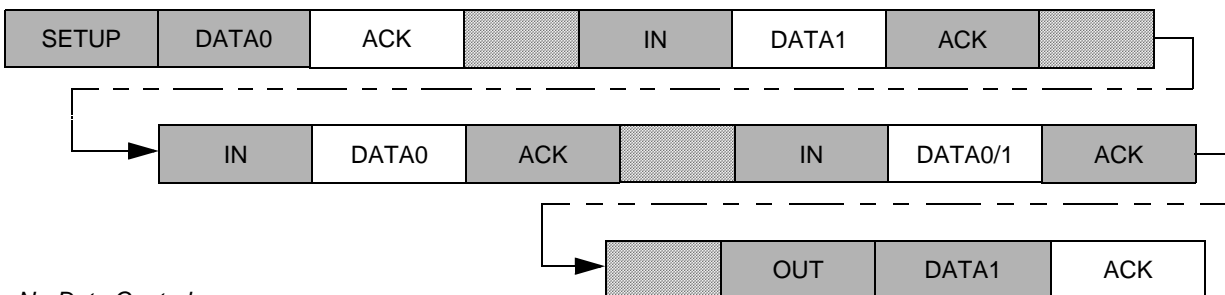 SETUP DATA0 ACK IN DATA1 ACK
IN DATA0 ACK IN DATA0/1 ACK
OUT DATA1 ACK